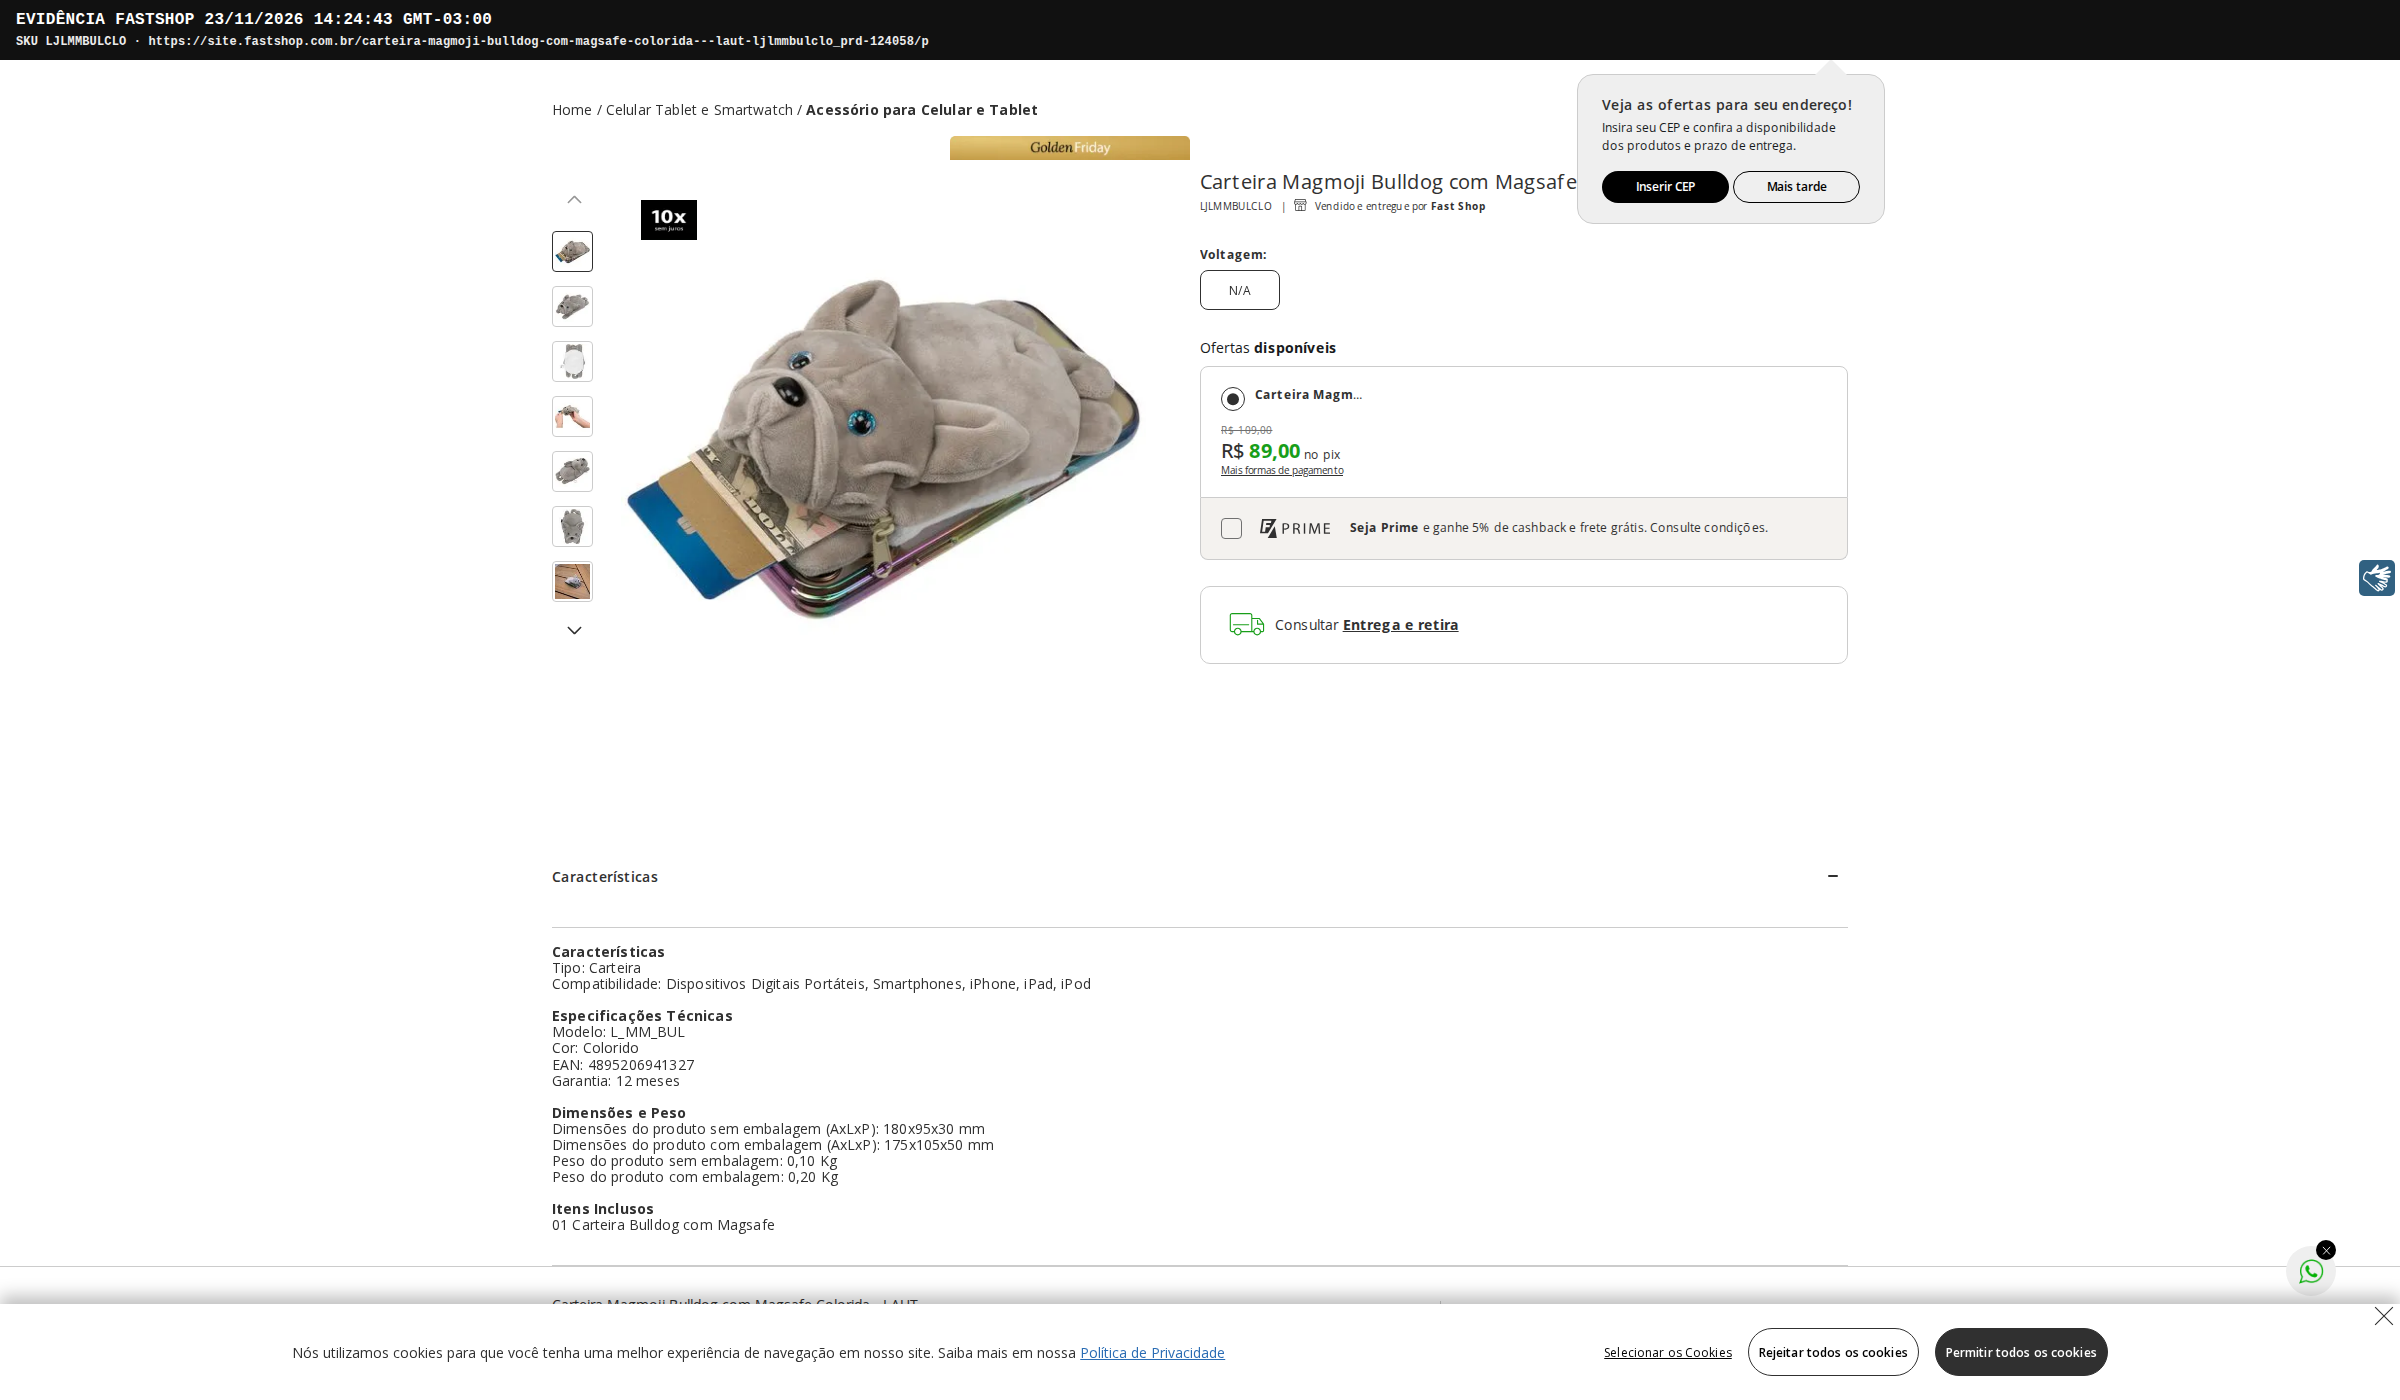 EVIDÊNCIA FASTSHOP 23/11/2026 14:24:43 GMT-03:00
SKU LJLMMBULCLO · https://site.fastshop.com.br/carteira-magmoji-bulldog-com-magsafe-colorida---laut-ljlmmbulclo_prd-124058/p
Veja as ofertas para seu endereço!
Insira seu CEP e confira a disponibilidade
dos produtos e prazo de entrega.
Inserir CEP
Mais tarde
Home / Celular Tablet e Smartwatch / Acessório para Celular e Tablet
Golden Friday
10x
sem juros
Carteira Magmoji Bulldog com Magsafe
LJLMMBULCLO | Vendido e entregue por Fast Shop
Voltagem:
N/A
Ofertas disponíveis
Carteira Magm...
R$ 109,00
R$ 89,00 no pix
Mais formas de pagamento
PRIME Seja Prime e ganhe 5% de cashback e frete grátis. Consulte condições.
Consultar Entrega e retira
Características
Características
Tipo: Carteira
Compatibilidade: Dispositivos Digitais Portáteis, Smartphones, iPhone, iPad, iPod
Especificações Técnicas
Modelo: L_MM_BUL
Cor: Colorido
EAN: 4895206941327
Garantia: 12 meses
Dimensões e Peso
Dimensões do produto sem embalagem (AxLxP): 180x95x30 mm
Dimensões do produto com embalagem (AxLxP): 175x105x50 mm
Peso do produto sem embalagem: 0,10 Kg
Peso do produto com embalagem: 0,20 Kg
Itens Inclusos
01 Carteira Bulldog com Magsafe
Carteira Magmoji Bulldog com Magsafe Colorida - LAUT
Nós utilizamos cookies para que você tenha uma melhor experiência de navegação em nosso site. Saiba mais em nossa Política de Privacidade
Selecionar os Cookies
Rejeitar todos os cookies
Permitir todos os cookies